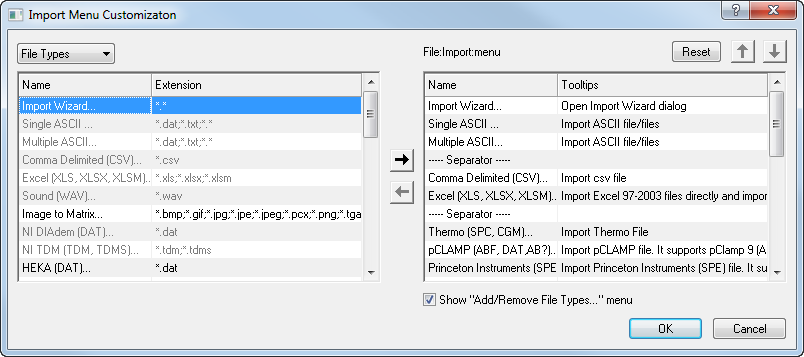 Import Menu Customizaton
File Types
File:Import:menu
Reset
Name Extension
Import Wizard... *.*
Single ASCII ... *.dat;*.txt;*.*
Multiple ASCII... *.dat;*.txt;*.*
Comma Delimited (CSV)... *.csv
Excel (XLS, XLSX, XLSM)... *.xls;*.xlsx;*.xlsm
Sound (WAV)... *.wav
Image to Matrix... *.bmp;*.gif;*.jpg;*.jpe;*.jpeg;*.pcx;*.png;*.tga
NI DIAdem (DAT)... *.dat
NI TDM (TDM, TDMS)... *.tdm;*.tdms
HEKA (DAT)... *.dat
Name Tooltips
Import Wizard... Open Import Wizard dialog
Single ASCII ... Import ASCII file/files
Multiple ASCII... Import ASCII file/files
----- Separator -----
Comma Delimited (CSV)... Import csv file
Excel (XLS, XLSX, XLSM)... Import Excel 97-2003 files directly and impor
----- Separator -----
Thermo (SPC, CGM)... Import Thermo File
pCLAMP (ABF, DAT,AB?)... Import pCLAMP file. It supports pClamp 9 (A
Princeton Instruments (SPE Import Princeton Instruments (SPE) file. It su
Show "Add/Remove File Types..." menu
OK Cancel